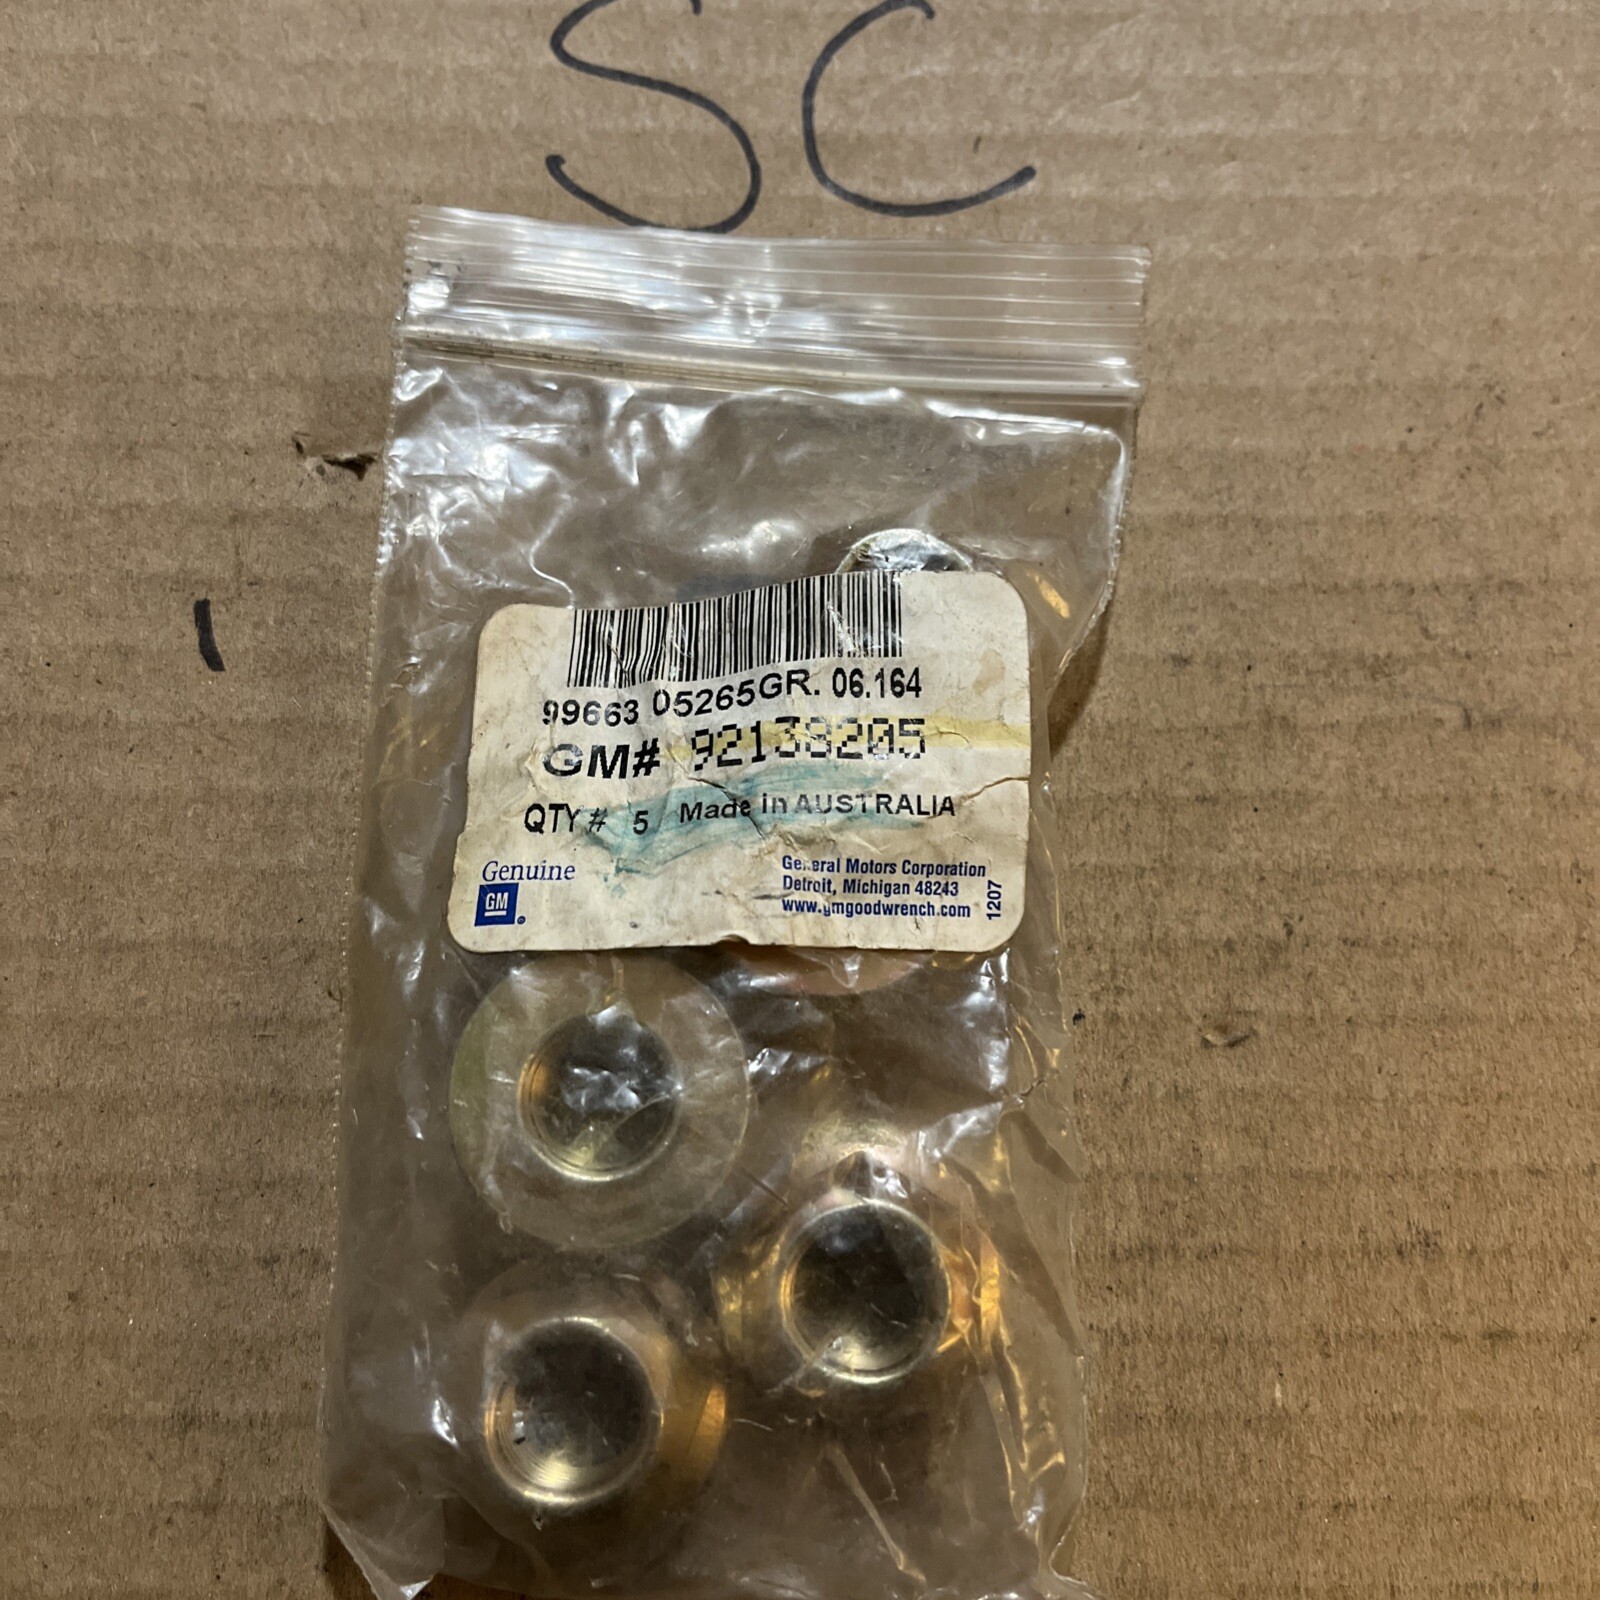 SC
99663 05265GR. 06.164
GM# 92138205
QTY # 5 Made in AUSTRALIA
Genuine
GM
General Motors Corporation
Detroit, Michigan 48243
www.gmgoodwrench.com
1207